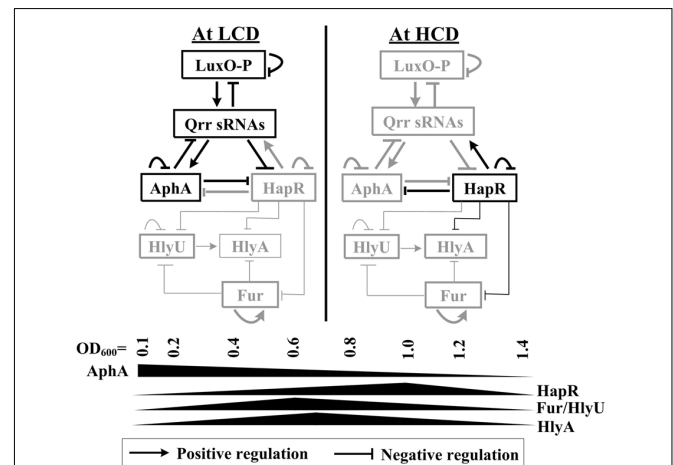 At LCD
At HCD
LuxO-P
LuxO-P
Qrr sRNAs
Qrr sRNAs
AphA
HapR
AphA
HapR
HlyU
HlyA
HlyU
HlyA
Fur
Fur
OD600= 0.1 0.2 0.4 0.6 0.8 1.0 1.2 1.4
AphA
HapR
Fur/HlyU
HlyA
Positive regulation
Negative regulation